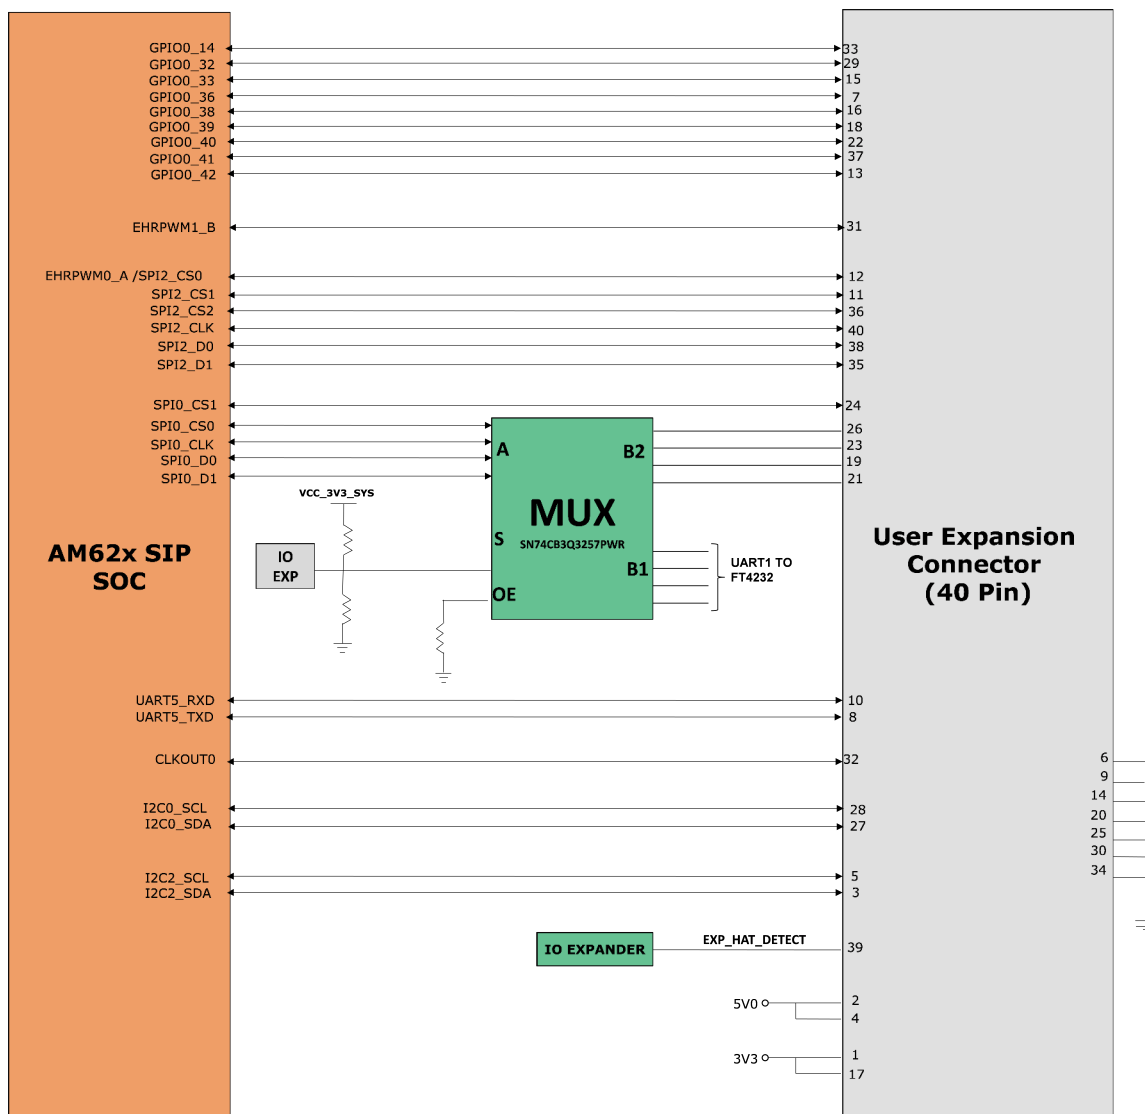 GPIO0_14 33
GPIO0_32 29
GPIO0_33 15
GPIO0_36 7
GPIO0_38 16
GPIO0_39 18
GPIO0_40 22
GPIO0_41 37
GPIO0_42 13
EHRPWM1_B 31
EHRPWM0_A /SPI2_CS0 12
SPI2_CS1 11
SPI2_CS2 36
SPI2_CLK 40
SPI2_D0 38
SPI2_D1 35
SPI0_CS1 24
SPI0_CS0 26
SPI0_CLK 23
SPI0_D0 19
SPI0_D1 21
A B2
MUX
SN74CB3Q3257PWR
S
OE
B1
VCC_3V3_SYS
IO
EXP
UART1 TO
FT4232
AM62x SIP
SOC
User Expansion
Connector
(40 Pin)
UART5_RXD 10
UART5_TXD 8
CLKOUT0 32
I2C0_SCL 28
I2C0_SDA 27
I2C2_SCL 5
I2C2_SDA 3
6
9
14
20
25
30
34
IO EXPANDER EXP_HAT_DETECT 39
5V0 2
4
3V3 1
17